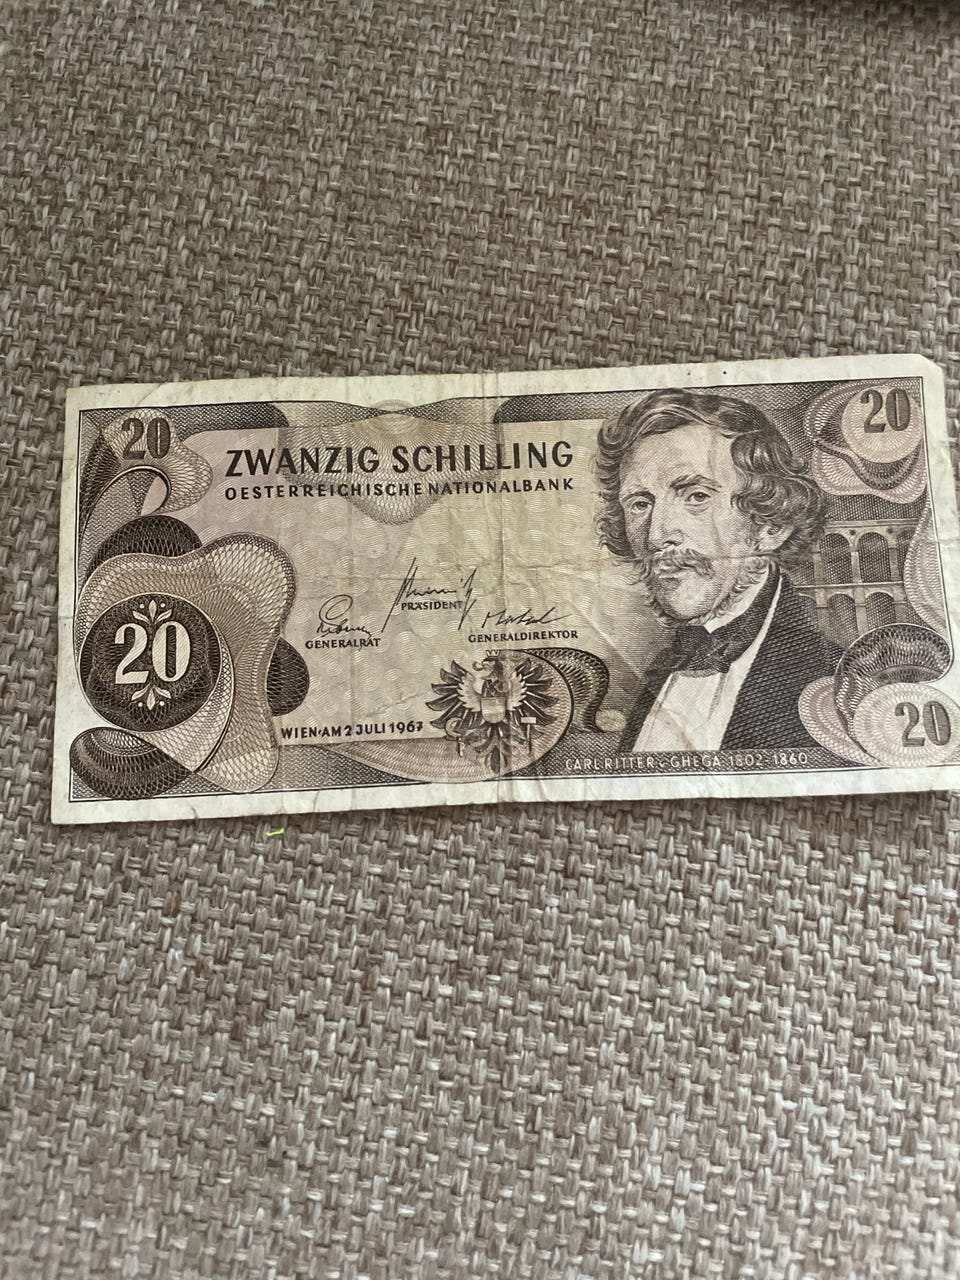 20
20
ZWANZIG SCHILLING
OESTERREICHISCHE NATIONALBANK
PRÄSIDENT
GENERALRAT
GENERALDIREKTOR
20
WIEN·AM 2 JULI 1967
20
CARL RITTER v. GHEGA 1802-1860